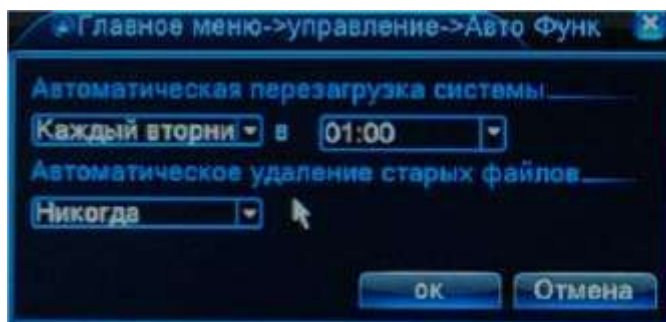 Главное меню->управление->Авто Функ
Автоматическая перезагрузка системы
Каждый вторни в 01:00
Автоматическое удаление старых файлов
Никогда
ок Отмена